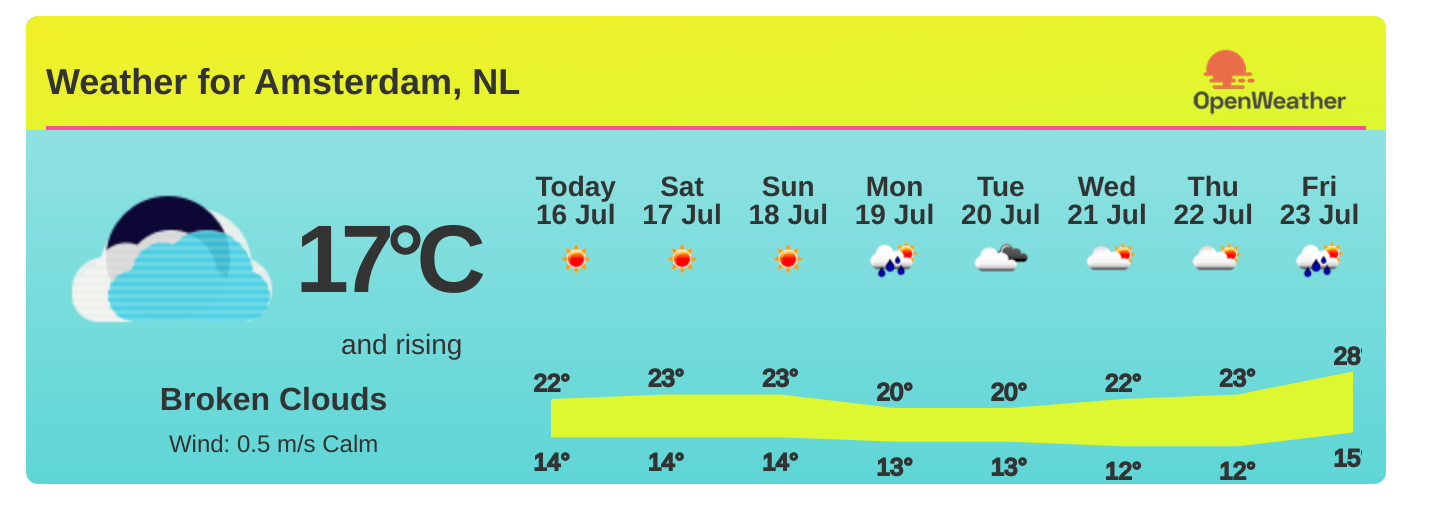 Weather for Amsterdam, NL
OpenWeather
17°C
and rising
Broken Clouds
Wind: 0.5 m/s Calm
Today Sat Sun Mon Tue Wed Thu Fri
16 Jul 17 Jul 18 Jul 19 Jul 20 Jul 21 Jul 22 Jul 23 Jul
22° 23° 23° 20° 20° 22° 23° 28°
14° 14° 14° 13° 13° 12° 12° 15°